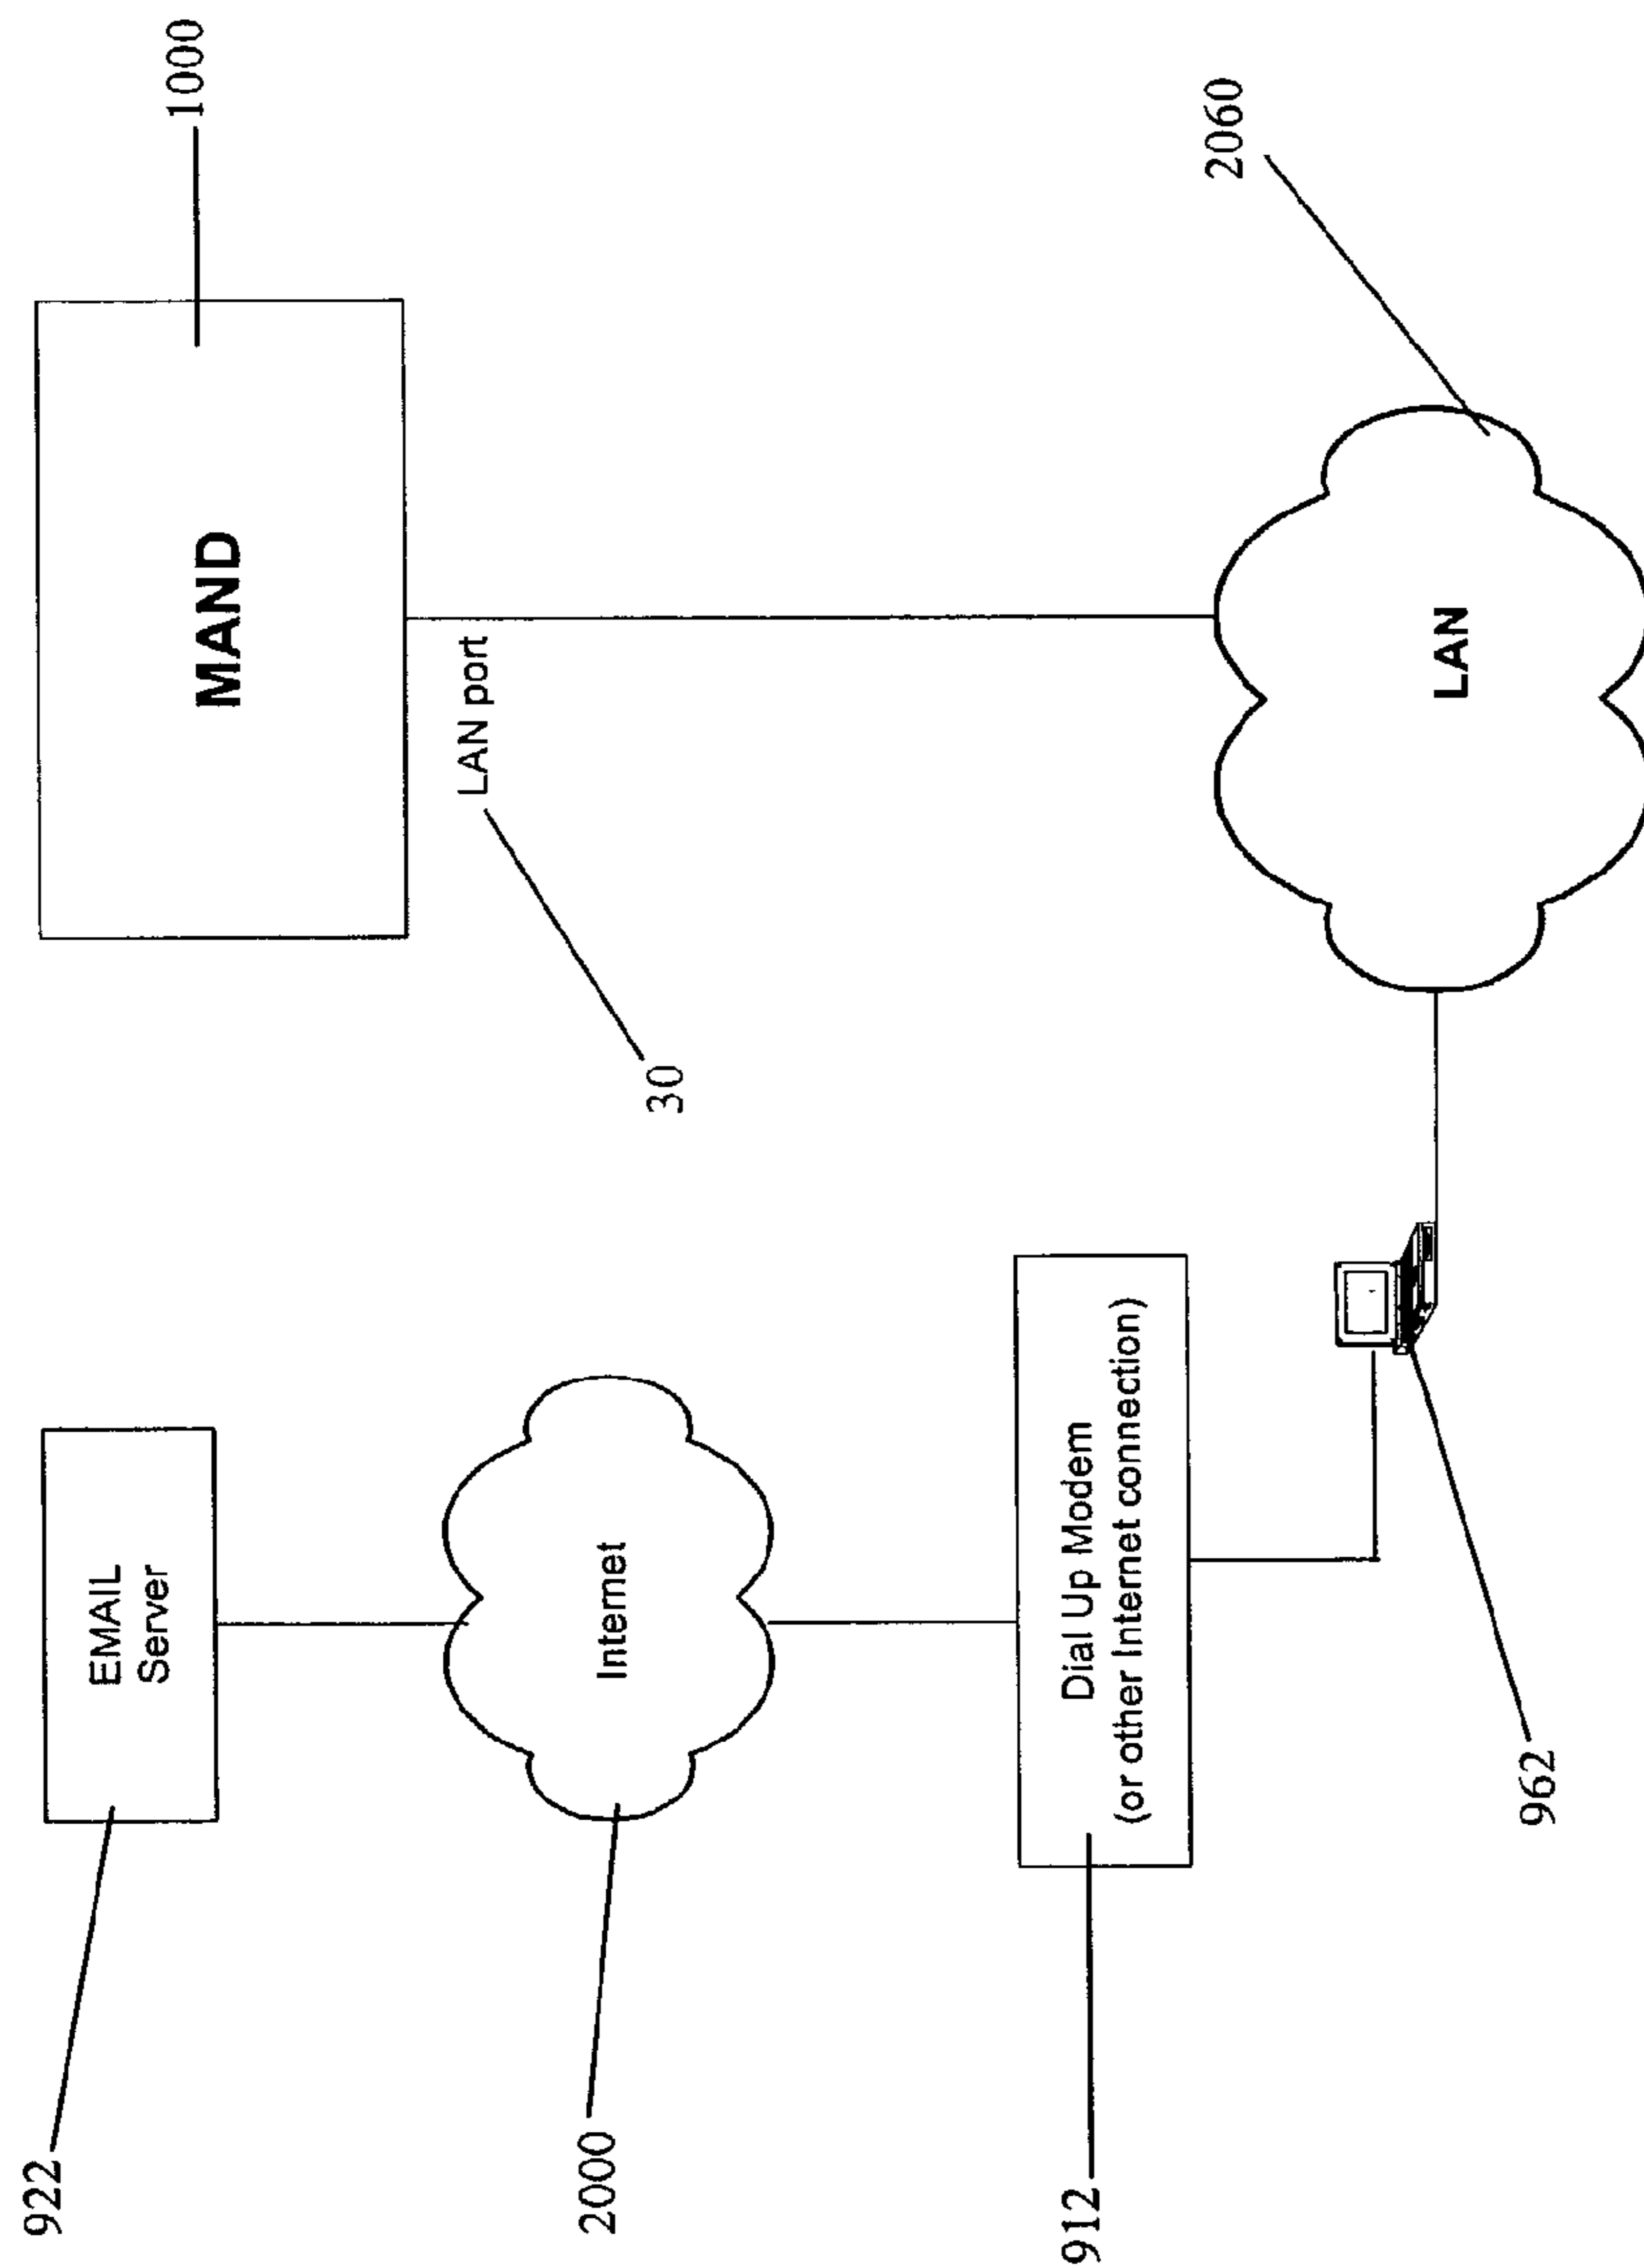 922
EMAIL
Server
MAND
1000
LAN port
30
2000
Internet
2060
912
Dial Up Modem
(or other Internet connection)
LAN
962